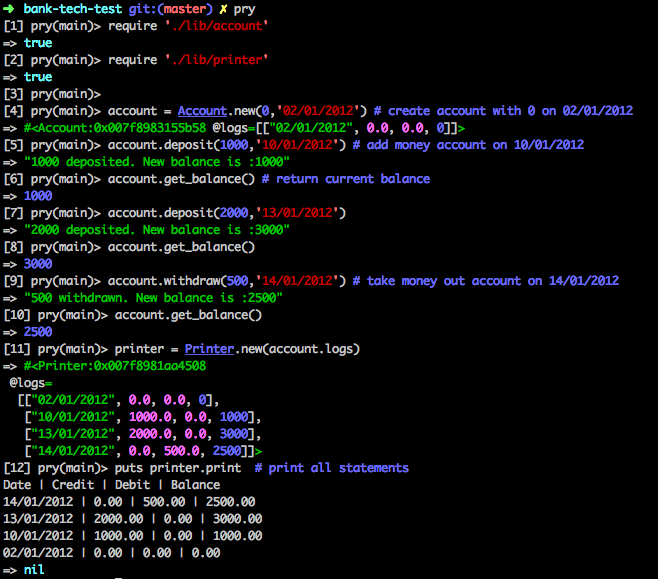 ➜ bank-tech-test git:(master) ✗ pry
[1] pry(main)> require './lib/account'
=> true
[2] pry(main)> require './lib/printer'
=> true
[3] pry(main)>
[4] pry(main)> account = Account.new(0,'02/01/2012') # create account with 0 on 02/01/2012
=> #<Account:0x007f8983155b58 @logs=[["02/01/2012", 0.0, 0.0, 0]]>
[5] pry(main)> account.deposit(1000,'10/01/2012') # add money account on 10/01/2012
=> "1000 deposited. New balance is :1000"
[6] pry(main)> account.get_balance() # return current balance
=> 1000
[7] pry(main)> account.deposit(2000,'13/01/2012')
=> "2000 deposited. New balance is :3000"
[8] pry(main)> account.get_balance()
=> 3000
[9] pry(main)> account.withdraw(500,'14/01/2012') # take money out account on 14/01/2012
=> "500 withdrawn. New balance is :2500"
[10] pry(main)> account.get_balance()
=> 2500
[11] pry(main)> printer = Printer.new(account.logs)
=> #<Printer:0x007f8981aa4508
@logs=
[["02/01/2012", 0.0, 0.0, 0],
["10/01/2012", 1000.0, 0.0, 1000],
["13/01/2012", 2000.0, 0.0, 3000],
["14/01/2012", 0.0, 500.0, 2500]]>
[12] pry(main)> puts printer.print # print all statements
Date | Credit | Debit | Balance
14/01/2012 | 0.00 | 500.00 | 2500.00
13/01/2012 | 2000.00 | 0.00 | 3000.00
10/01/2012 | 1000.00 | 0.00 | 1000.00
02/01/2012 | 0.00 | 0.00 | 0.00
=> nil